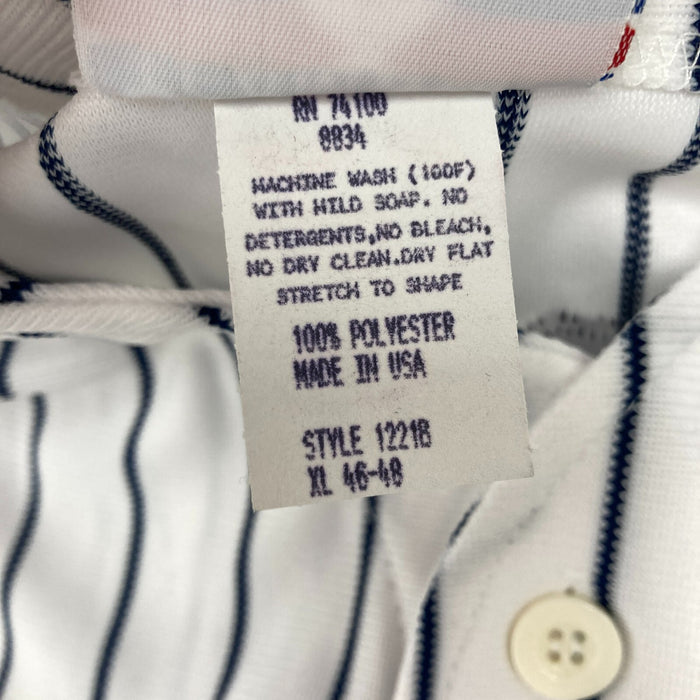 RN 74100
8834
MACHINE WASH (100F)
WITH MILD SOAP. NO
DETERGENTS,NO BLEACH,
NO DRY CLEAN.DRY FLAT
STRETCH TO SHAPE
100% POLYESTER
MADE IN USA
STYLE 1221B
XL 46-48